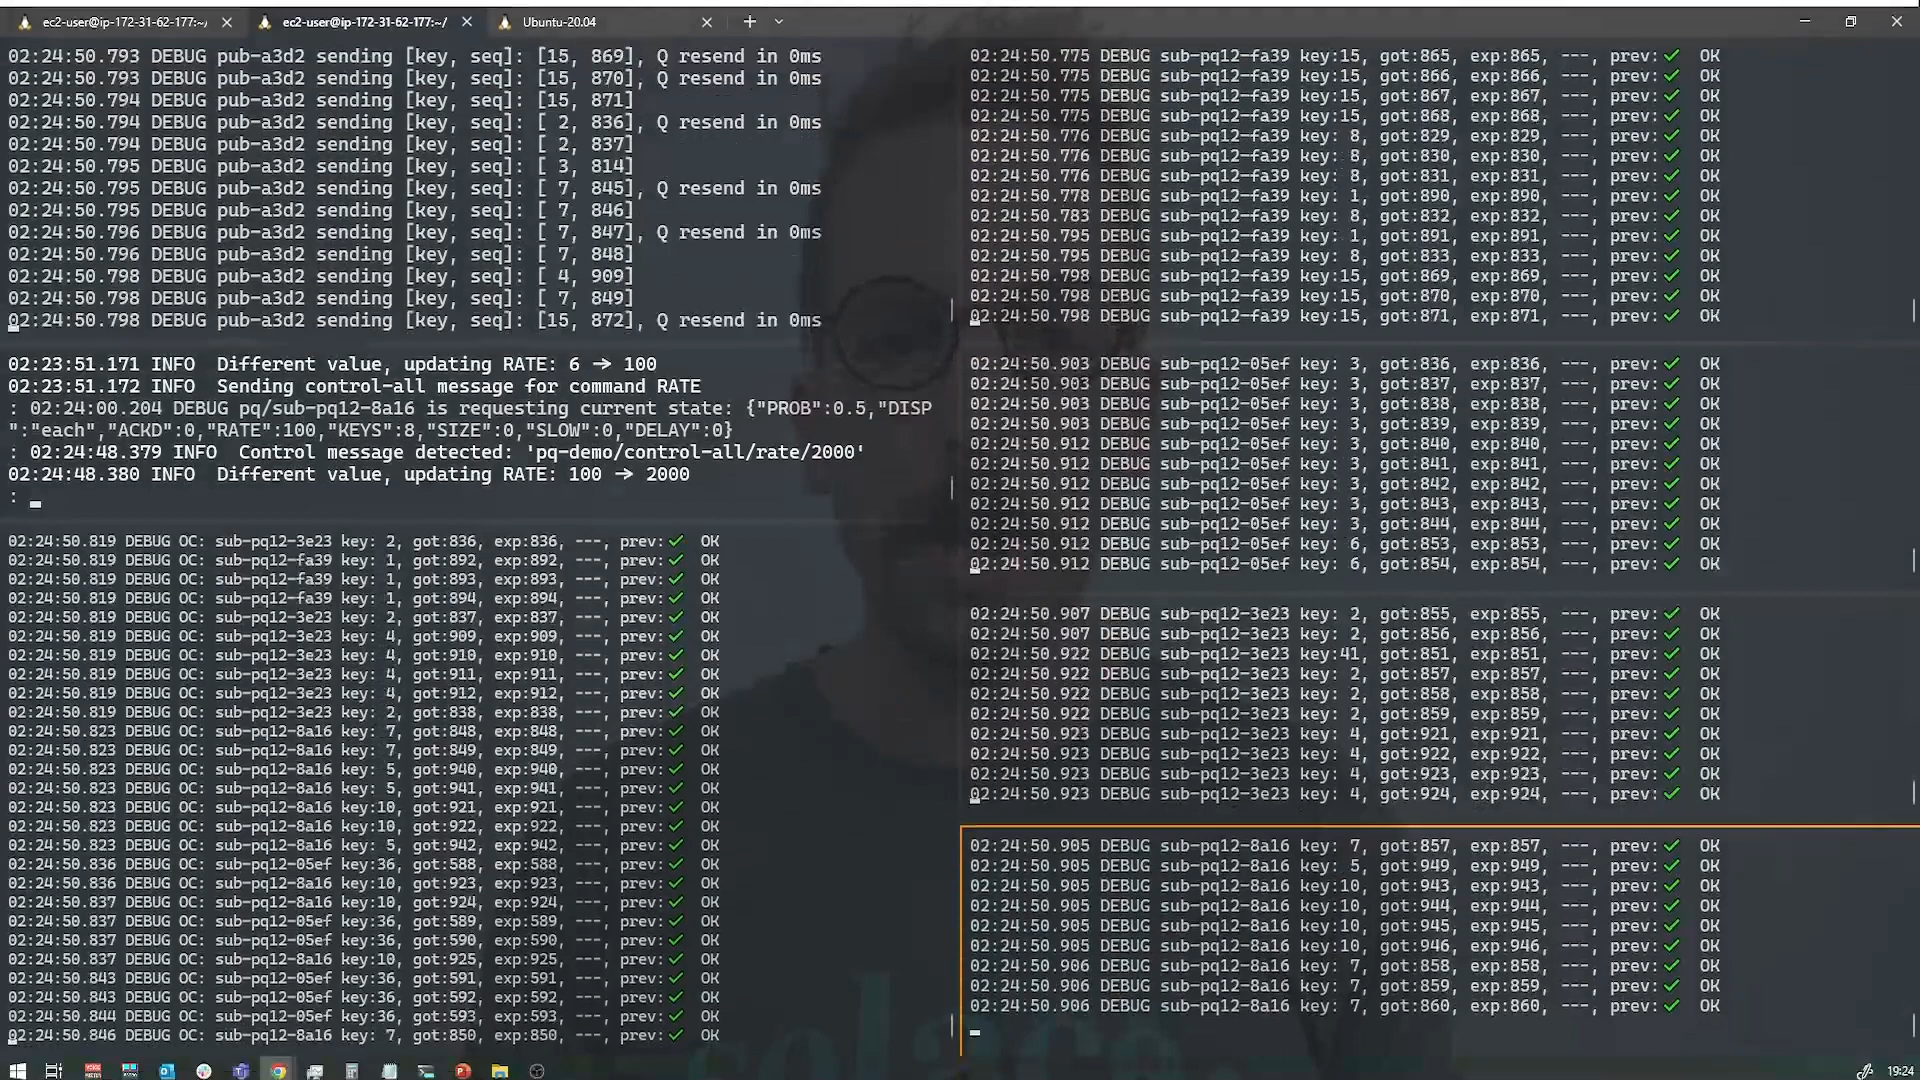 ec2-user@ip-172-31-62-177:~/
ec2-user@ip-172-31-62-177:~/
Ubuntu-20.04
02:24:50.793 DEBUG pub-a3d2 sending [key, seq]: [15, 869], Q resend in 0ms
02:24:50.793 DEBUG pub-a3d2 sending [key, seq]: [15, 870], Q resend in 0ms
02:24:50.794 DEBUG pub-a3d2 sending [key, seq]: [15, 871]
02:24:50.794 DEBUG pub-a3d2 sending [key, seq]: [ 2, 836], Q resend in 0ms
02:24:50.794 DEBUG pub-a3d2 sending [key, seq]: [ 2, 837]
02:24:50.795 DEBUG pub-a3d2 sending [key, seq]: [ 3, 814]
02:24:50.795 DEBUG pub-a3d2 sending [key, seq]: [ 7, 845], Q resend in 0ms
02:24:50.795 DEBUG pub-a3d2 sending [key, seq]: [ 7, 846]
02:24:50.796 DEBUG pub-a3d2 sending [key, seq]: [ 7, 847], Q resend in 0ms
02:24:50.796 DEBUG pub-a3d2 sending [key, seq]: [ 7, 848]
02:24:50.798 DEBUG pub-a3d2 sending [key, seq]: [ 4, 909]
02:24:50.798 DEBUG pub-a3d2 sending [key, seq]: [ 7, 849]
02:24:50.798 DEBUG pub-a3d2 sending [key, seq]: [15, 872], Q resend in 0ms
02:23:51.171 INFO  Different value, updating RATE: 6 → 100
02:23:51.172 INFO  Sending control-all message for command RATE
: 02:24:00.204 DEBUG pq/sub-pq12-8a16 is requesting current state: {"PROB":0.5,"DISP
":"each","ACKD":0,"RATE":100,"KEYS":8,"SIZE":0,"SLOW":0,"DELAY":0}
: 02:24:48.379 INFO  Control message detected: 'pq-demo/control-all/rate/2000'
02:24:48.380 INFO  Different value, updating RATE: 100 → 2000
:
02:24:50.819 DEBUG OC: sub-pq12-3e23 key: 2, got:836, exp:836, ---, prev:✓  OK
02:24:50.819 DEBUG OC: sub-pq12-fa39 key: 1, got:892, exp:892, ---, prev:✓  OK
02:24:50.819 DEBUG OC: sub-pq12-fa39 key: 1, got:893, exp:893, ---, prev:✓  OK
02:24:50.819 DEBUG OC: sub-pq12-fa39 key: 1, got:894, exp:894, ---, prev:✓  OK
02:24:50.819 DEBUG OC: sub-pq12-3e23 key: 2, got:837, exp:837, ---, prev:✓  OK
02:24:50.819 DEBUG OC: sub-pq12-3e23 key: 4, got:909, exp:909, ---, prev:✓  OK
02:24:50.819 DEBUG OC: sub-pq12-3e23 key: 4, got:910, exp:910, ---, prev:✓  OK
02:24:50.819 DEBUG OC: sub-pq12-3e23 key: 4, got:911, exp:911, ---, prev:✓  OK
02:24:50.819 DEBUG OC: sub-pq12-3e23 key: 4, got:912, exp:912, ---, prev:✓  OK
02:24:50.819 DEBUG OC: sub-pq12-3e23 key: 2, got:838, exp:838, ---, prev:✓  OK
02:24:50.823 DEBUG OC: sub-pq12-8a16 key: 7, got:848, exp:848, ---, prev:✓  OK
02:24:50.823 DEBUG OC: sub-pq12-8a16 key: 7, got:849, exp:849, ---, prev:✓  OK
02:24:50.823 DEBUG OC: sub-pq12-8a16 key: 5, got:940, exp:940, ---, prev:✓  OK
02:24:50.823 DEBUG OC: sub-pq12-8a16 key: 5, got:941, exp:941, ---, prev:✓  OK
02:24:50.823 DEBUG OC: sub-pq12-8a16 key:10, got:921, exp:921, ---, prev:✓  OK
02:24:50.823 DEBUG OC: sub-pq12-8a16 key:10, got:922, exp:922, ---, prev:✓  OK
02:24:50.823 DEBUG OC: sub-pq12-8a16 key: 5, got:942, exp:942, ---, prev:✓  OK
02:24:50.836 DEBUG OC: sub-pq12-05ef key:36, got:588, exp:588, ---, prev:✓  OK
02:24:50.836 DEBUG OC: sub-pq12-8a16 key:10, got:923, exp:923, ---, prev:✓  OK
02:24:50.837 DEBUG OC: sub-pq12-8a16 key:10, got:924, exp:924, ---, prev:✓  OK
02:24:50.837 DEBUG OC: sub-pq12-05ef key:36, got:589, exp:589, ---, prev:✓  OK
02:24:50.837 DEBUG OC: sub-pq12-05ef key:36, got:590, exp:590, ---, prev:✓  OK
02:24:50.837 DEBUG OC: sub-pq12-8a16 key:10, got:925, exp:925, ---, prev:✓  OK
02:24:50.843 DEBUG OC: sub-pq12-05ef key:36, got:591, exp:591, ---, prev:✓  OK
02:24:50.843 DEBUG OC: sub-pq12-05ef key:36, got:592, exp:592, ---, prev:✓  OK
02:24:50.844 DEBUG OC: sub-pq12-05ef key:36, got:593, exp:593, ---, prev:✓  OK
02:24:50.846 DEBUG OC: sub-pq12-8a16 key: 7, got:850, exp:850, ---, prev:✓  OK
02:24:50.775 DEBUG sub-pq12-fa39 key:15, got:865, exp:865, ---, prev:✓  OK
02:24:50.775 DEBUG sub-pq12-fa39 key:15, got:866, exp:866, ---, prev:✓  OK
02:24:50.775 DEBUG sub-pq12-fa39 key:15, got:867, exp:867, ---, prev:✓  OK
02:24:50.775 DEBUG sub-pq12-fa39 key:15, got:868, exp:868, ---, prev:✓  OK
02:24:50.776 DEBUG sub-pq12-fa39 key: 8, got:829, exp:829, ---, prev:✓  OK
02:24:50.776 DEBUG sub-pq12-fa39 key: 8, got:830, exp:830, ---, prev:✓  OK
02:24:50.776 DEBUG sub-pq12-fa39 key: 8, got:831, exp:831, ---, prev:✓  OK
02:24:50.778 DEBUG sub-pq12-fa39 key: 1, got:890, exp:890, ---, prev:✓  OK
02:24:50.783 DEBUG sub-pq12-fa39 key: 8, got:832, exp:832, ---, prev:✓  OK
02:24:50.795 DEBUG sub-pq12-fa39 key: 1, got:891, exp:891, ---, prev:✓  OK
02:24:50.795 DEBUG sub-pq12-fa39 key: 8, got:833, exp:833, ---, prev:✓  OK
02:24:50.798 DEBUG sub-pq12-fa39 key:15, got:869, exp:869, ---, prev:✓  OK
02:24:50.798 DEBUG sub-pq12-fa39 key:15, got:870, exp:870, ---, prev:✓  OK
02:24:50.798 DEBUG sub-pq12-fa39 key:15, got:871, exp:871, ---, prev:✓  OK
02:24:50.903 DEBUG sub-pq12-05ef key: 3, got:836, exp:836, ---, prev:✓  OK
02:24:50.903 DEBUG sub-pq12-05ef key: 3, got:837, exp:837, ---, prev:✓  OK
02:24:50.903 DEBUG sub-pq12-05ef key: 3, got:838, exp:838, ---, prev:✓  OK
02:24:50.903 DEBUG sub-pq12-05ef key: 3, got:839, exp:839, ---, prev:✓  OK
02:24:50.912 DEBUG sub-pq12-05ef key: 3, got:840, exp:840, ---, prev:✓  OK
02:24:50.912 DEBUG sub-pq12-05ef key: 3, got:841, exp:841, ---, prev:✓  OK
02:24:50.912 DEBUG sub-pq12-05ef key: 3, got:842, exp:842, ---, prev:✓  OK
02:24:50.912 DEBUG sub-pq12-05ef key: 3, got:843, exp:843, ---, prev:✓  OK
02:24:50.912 DEBUG sub-pq12-05ef key: 3, got:844, exp:844, ---, prev:✓  OK
02:24:50.912 DEBUG sub-pq12-05ef key: 6, got:853, exp:853, ---, prev:✓  OK
02:24:50.912 DEBUG sub-pq12-05ef key: 6, got:854, exp:854, ---, prev:✓  OK
02:24:50.907 DEBUG sub-pq12-3e23 key: 2, got:855, exp:855, ---, prev:✓  OK
02:24:50.907 DEBUG sub-pq12-3e23 key: 2, got:856, exp:856, ---, prev:✓  OK
02:24:50.922 DEBUG sub-pq12-3e23 key:41, got:851, exp:851, ---, prev:✓  OK
02:24:50.922 DEBUG sub-pq12-3e23 key: 2, got:857, exp:857, ---, prev:✓  OK
02:24:50.922 DEBUG sub-pq12-3e23 key: 2, got:858, exp:858, ---, prev:✓  OK
02:24:50.922 DEBUG sub-pq12-3e23 key: 2, got:859, exp:859, ---, prev:✓  OK
02:24:50.923 DEBUG sub-pq12-3e23 key: 4, got:921, exp:921, ---, prev:✓  OK
02:24:50.923 DEBUG sub-pq12-3e23 key: 4, got:922, exp:922, ---, prev:✓  OK
02:24:50.923 DEBUG sub-pq12-3e23 key: 4, got:923, exp:923, ---, prev:✓  OK
02:24:50.923 DEBUG sub-pq12-3e23 key: 4, got:924, exp:924, ---, prev:✓  OK
02:24:50.905 DEBUG sub-pq12-8a16 key: 7, got:857, exp:857, ---, prev:✓  OK
02:24:50.905 DEBUG sub-pq12-8a16 key: 5, got:949, exp:949, ---, prev:✓  OK
02:24:50.905 DEBUG sub-pq12-8a16 key:10, got:943, exp:943, ---, prev:✓  OK
02:24:50.905 DEBUG sub-pq12-8a16 key:10, got:944, exp:944, ---, prev:✓  OK
02:24:50.905 DEBUG sub-pq12-8a16 key:10, got:945, exp:945, ---, prev:✓  OK
02:24:50.905 DEBUG sub-pq12-8a16 key:10, got:946, exp:946, ---, prev:✓  OK
02:24:50.906 DEBUG sub-pq12-8a16 key: 7, got:858, exp:858, ---, prev:✓  OK
02:24:50.906 DEBUG sub-pq12-8a16 key: 7, got:859, exp:859, ---, prev:✓  OK
02:24:50.906 DEBUG sub-pq12-8a16 key: 7, got:860, exp:860, ---, prev:✓  OK
solace.
19:24